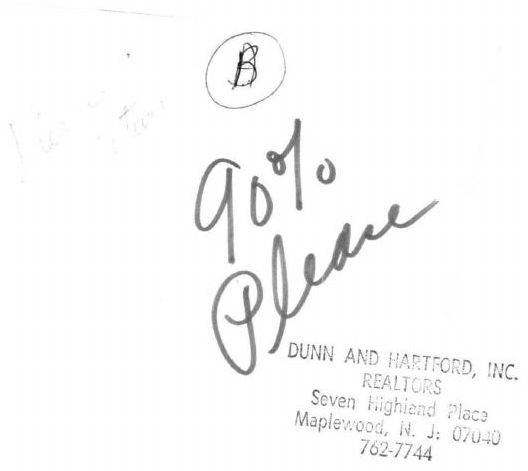 B
90%
Please
DUNN AND HARTFORD, INC.
REALTORS
Seven Highland Place
Maplewood, N. J. 07040
762-7744